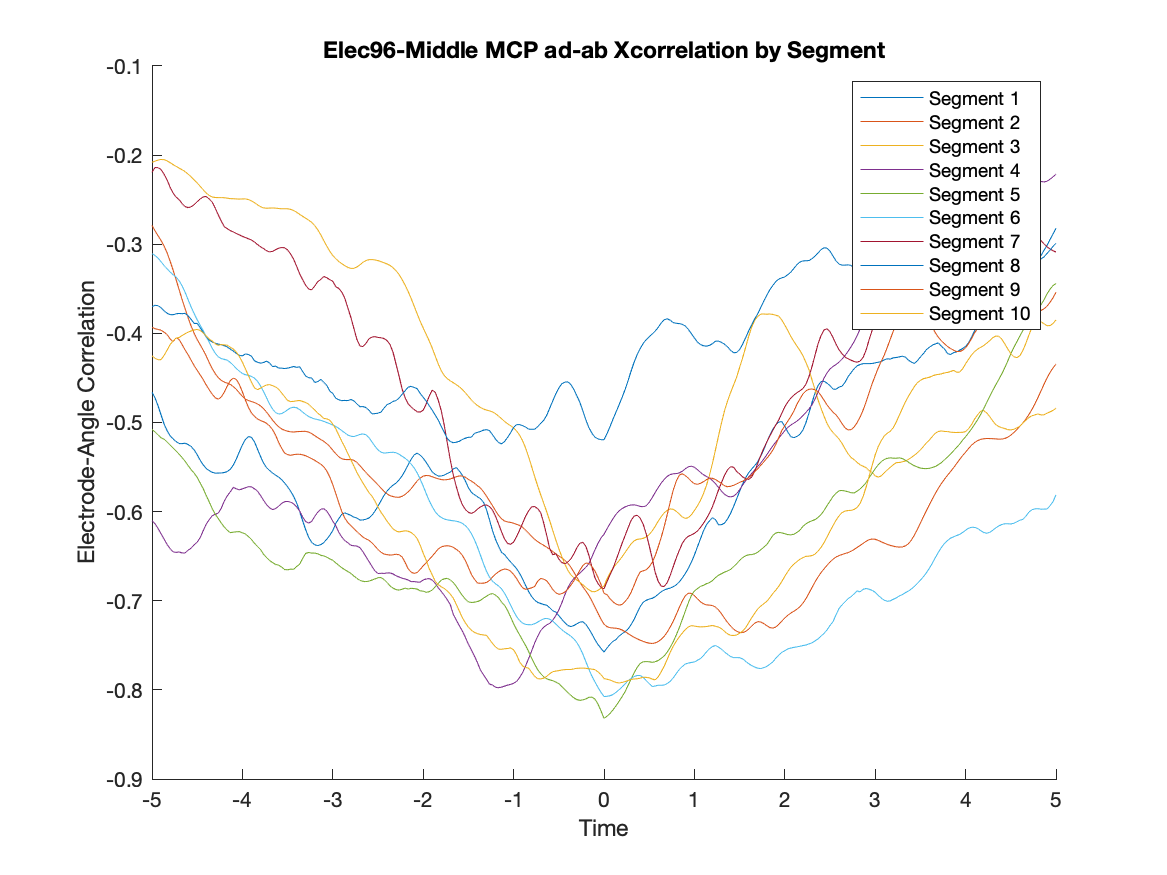 Elec96-Middle MCP ad-ab Xcorrelation by Segment
-0.1
-0.2
-0.3
-0.4
-0.5
-0.6
-0.7
-0.8
-0.9
Electrode-Angle Correlation
Segment 1
Segment 2
Segment 3
Segment 4
Segment 5
Segment 6
Segment 7
Segment 8
Segment 9
Segment 10
-5
-4
-3
-2
-1
0
1
2
3
4
5
Time